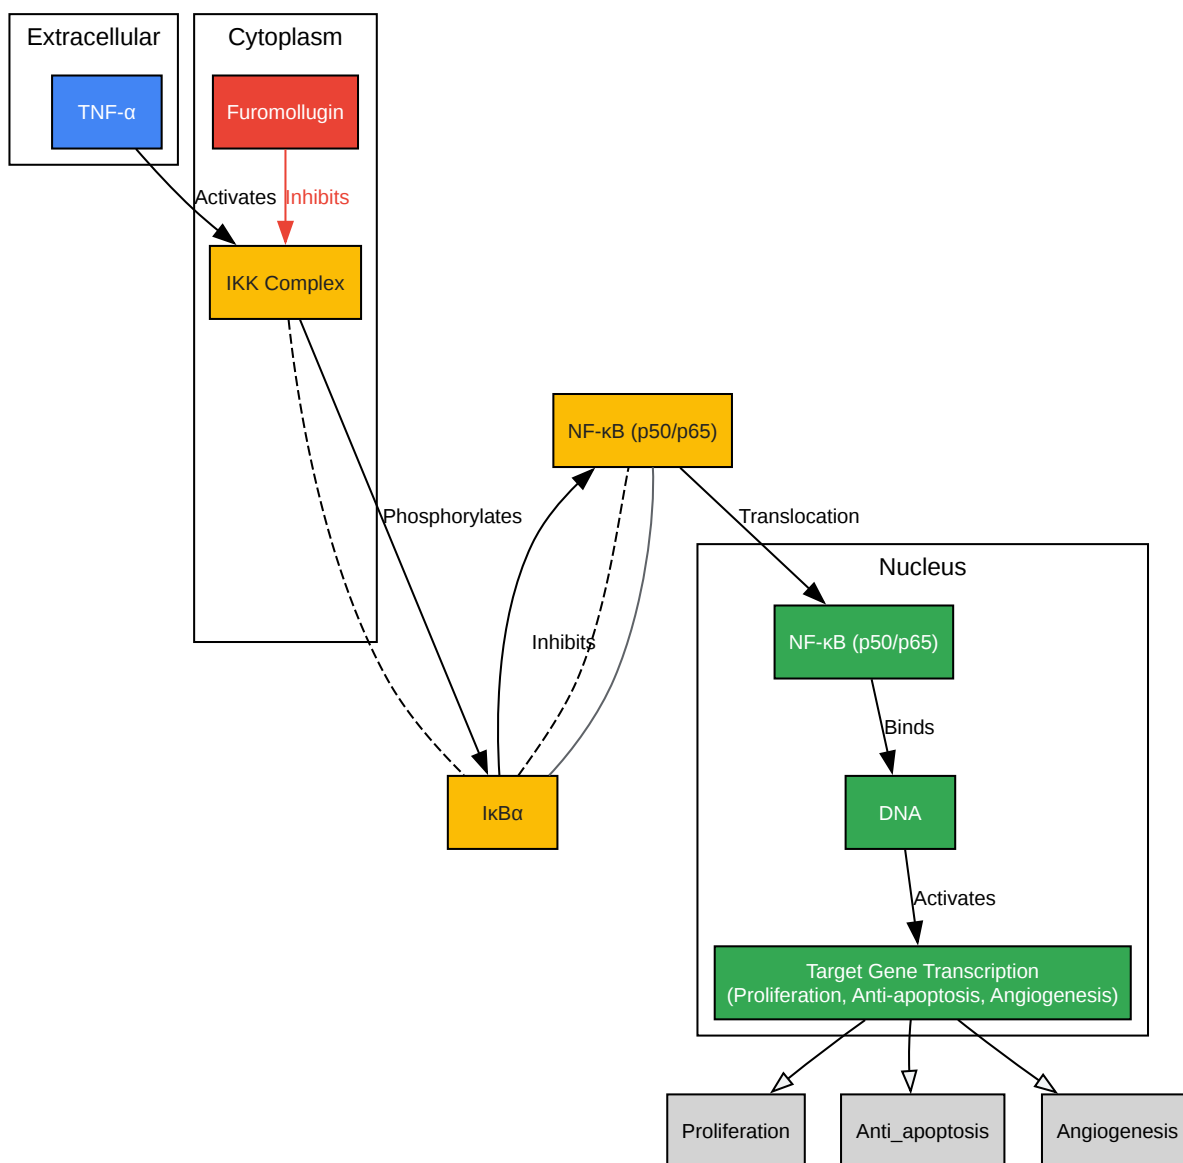 Extracellular
Cytoplasm
TNF-α
Furomollugin
Activates
Inhibits
IKK Complex
NF-κB (p50/p65)
Phosphorylates
Translocation
Nucleus
Inhibits
NF-κB (p50/p65)
Binds
IκBα
DNA
Activates
Target Gene Transcription
(Proliferation, Anti-apoptosis, Angiogenesis)
Proliferation
Anti_apoptosis
Angiogenesis